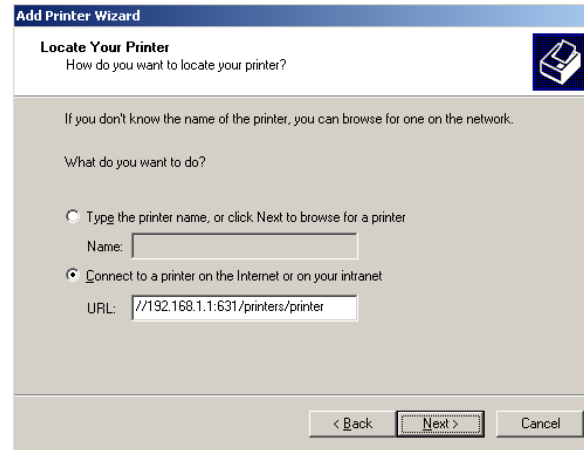 Add Printer Wizard
Locate Your Printer
How do you want to locate your printer?
If you don't know the name of the printer, you can browse for one on the network.
What do you want to do?
Type the printer name, or click Next to browse for a printer
Name:
Connect to a printer on the Internet or on your intranet
URL: //192.168.1.1:631/printers/printer
< Back Next > Cancel